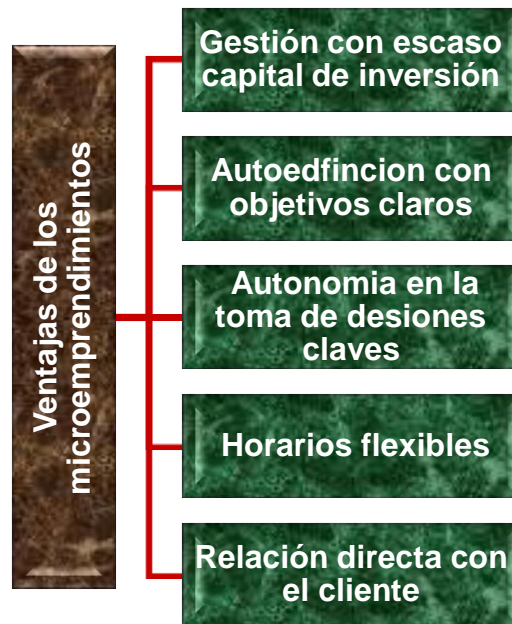 Ventajas de los
microemprendimientos
Gestión con escaso
capital de inversión
Autoedfincion con
objetivos claros
Autonomia en la
toma de desiones
claves
Horarios flexibles
Relación directa con
el cliente